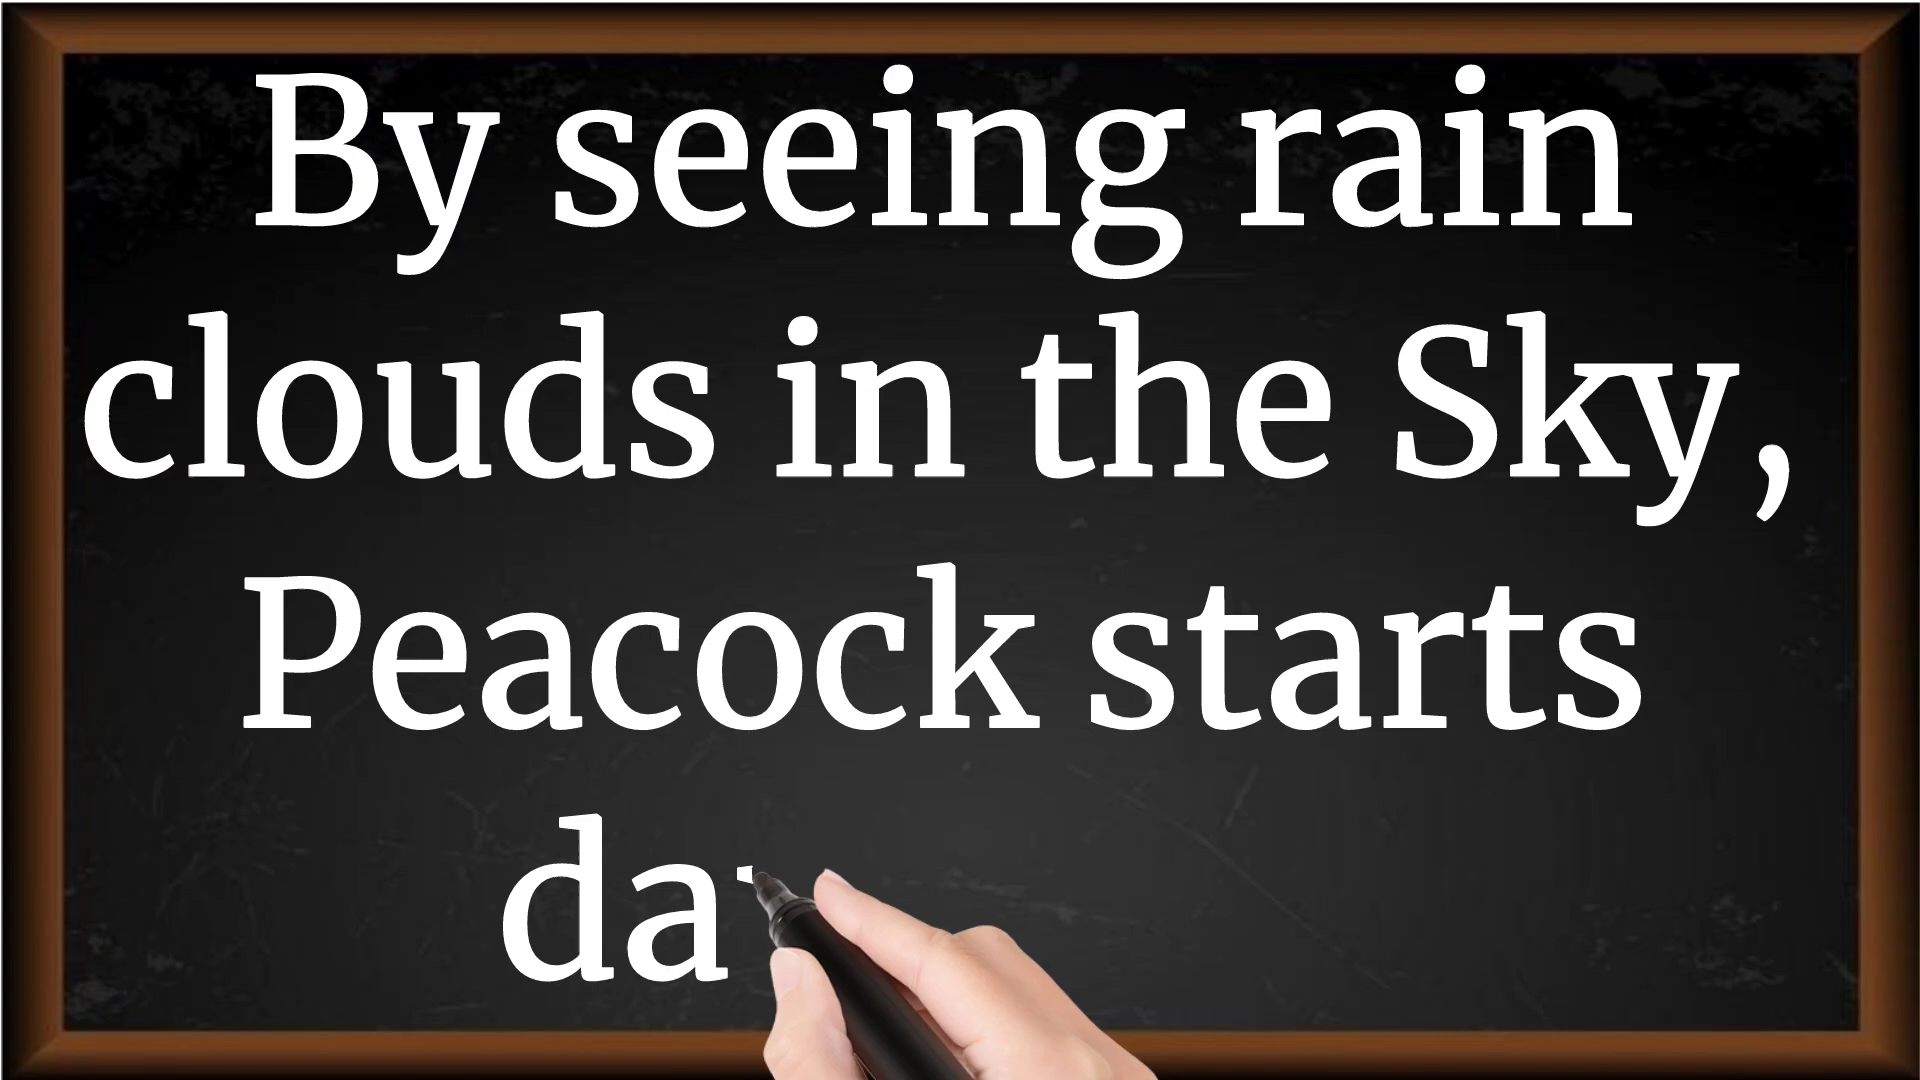 By seeing rain
clouds in the Sky,
Peacock starts
da